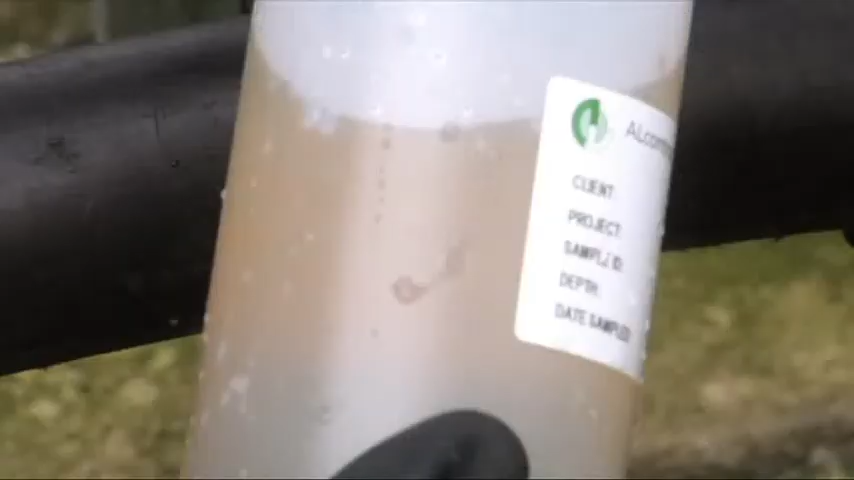 CLIENT
PROJECT:
SAMPLE ID:
DEPTH:
DATE SAMPLED